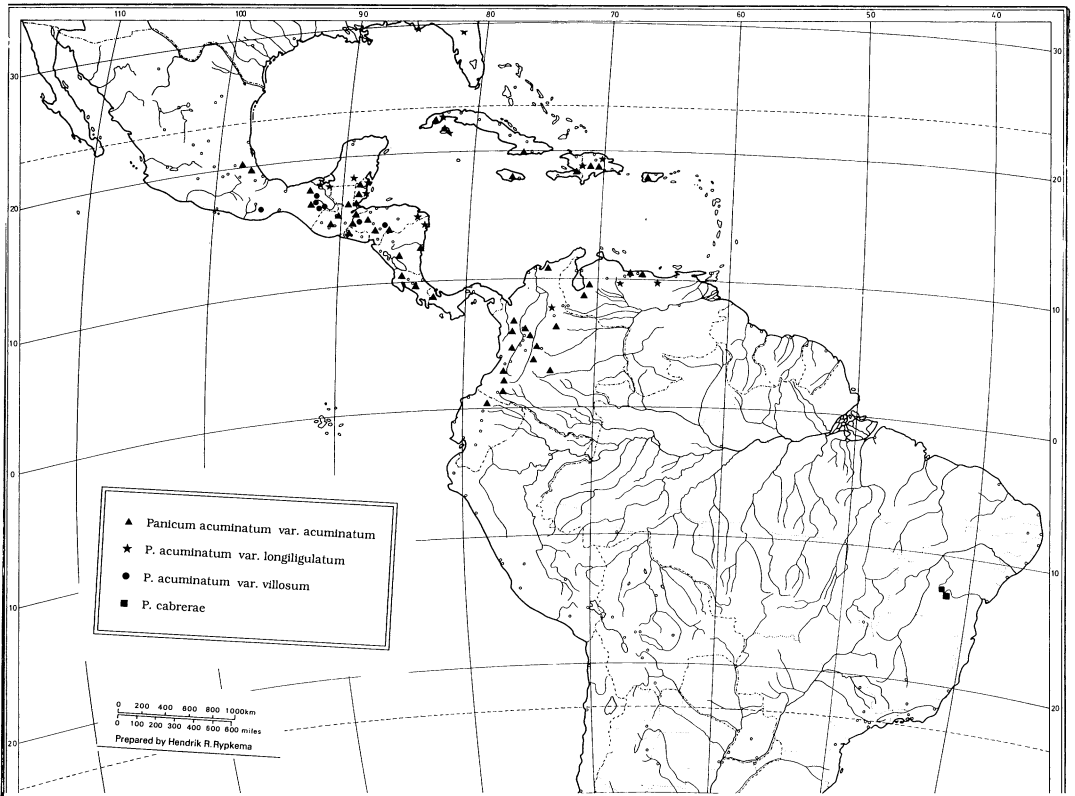 110 100 90 80 70 60 50 40
30 30
20 20
10 10
0 0
10 10
20 20
▲ Panicum acuminatum var. acuminatum
★ P. acuminatum var. longiligulatum
● P. acuminatum var. villosum
■ P. cabrerae
0 200 400 600 800 1000km
0 100 200 300 400 500 600 miles
Prepared by Hendrik R. Rypkema